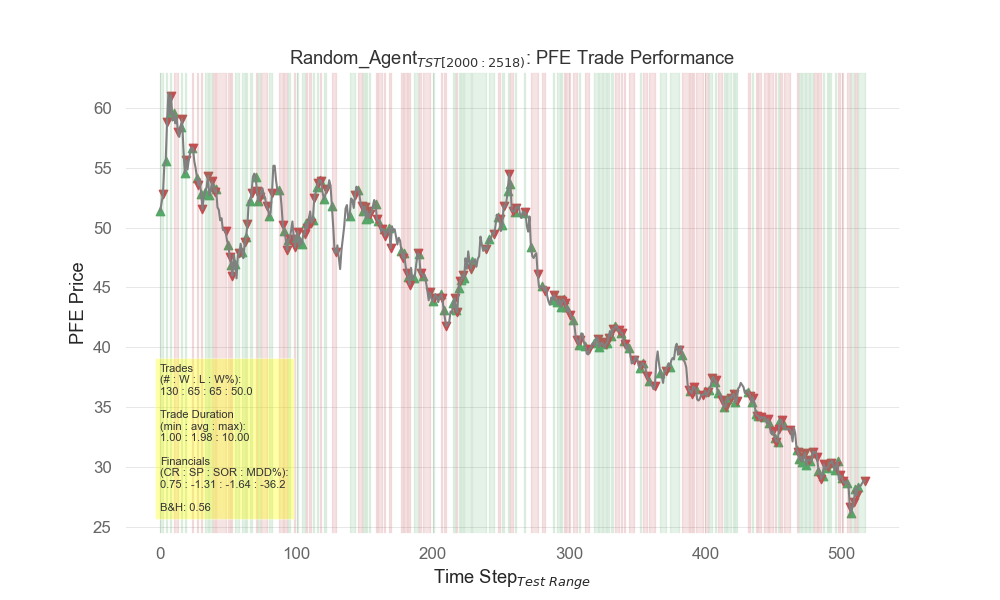 Random_Agent TST[2000 : 2518) : PFE Trade Performance
PFE Price
60
55
50
45
40
35
30
25
Trades
(# : W : L : W%):
130 : 65 : 65 : 50.0
Trade Duration
(min : avg : max):
1.00 : 1.98 : 10.00
Financials
(CR : SP : SOR : MDD%):
0.75 : -1.31 : -1.64 : -36.2
B&H: 0.56
0 100 200 300 400 500
Time Step Test Range